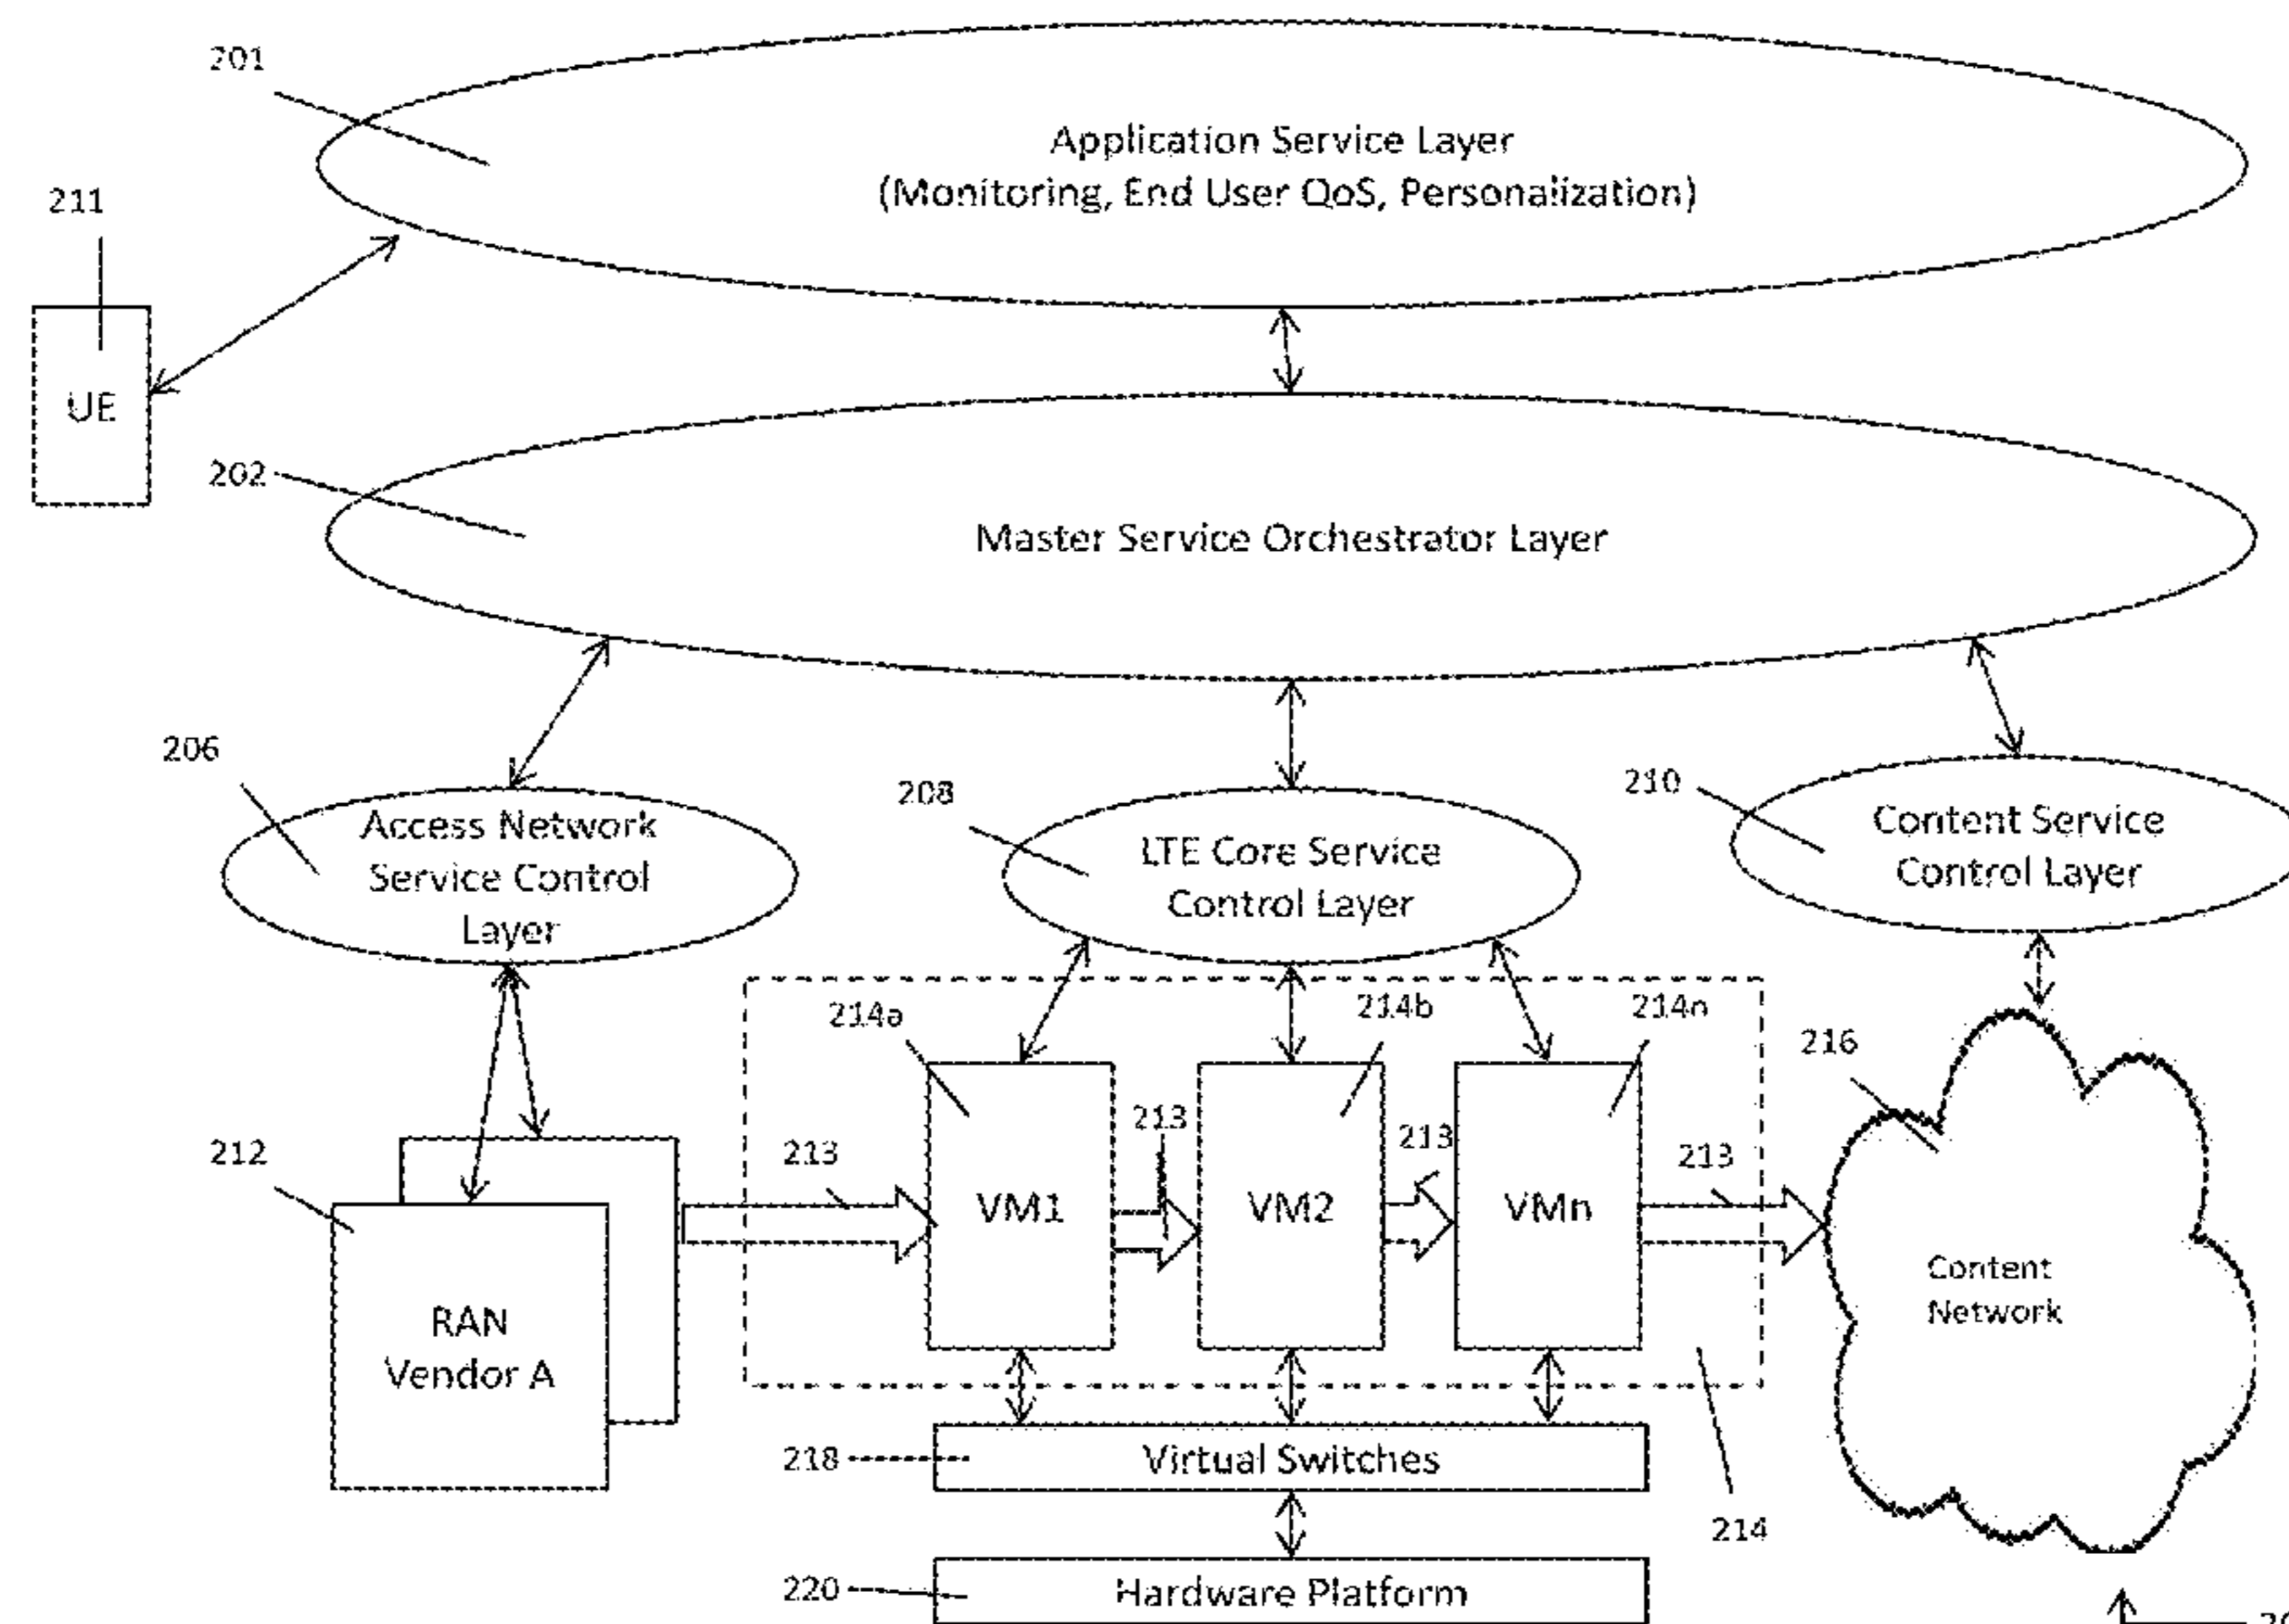 201
Application Service Layer
(Monitoring, End User QoS, Personalization)
211
UE
202
Master Service Orchestrator Layer
206
Access Network
Service Control
Layer
208
LTE Core Service
Control Layer
210
Content Service
Control Layer
214a
214b
214n
216
212
213
213
213
213
VM1
VM2
VMn
RAN
Vendor A
Content
Network
218
Virtual Switches
214
220
Hardware Platform